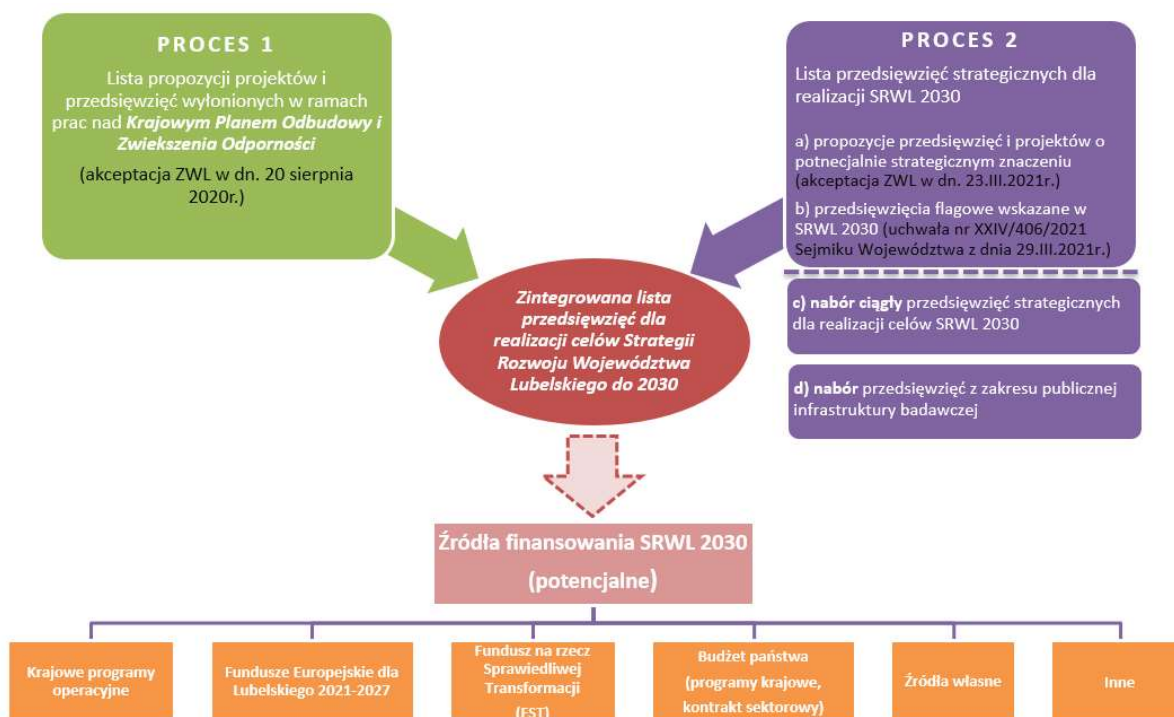 PROCES 1
Lista propozycji projektów i
przedsięwzięć wyłonionych w ramach
prac nad Krajowym Planem Odbudowy i
Zwiekszenia Odporności
(akceptacja ZWL w dn. 20 sierpnia
2020r.)
PROCES 2
Lista przedsięwzięć strategicznych dla
realizacji SRWL 2030
a) propozycje przedsięwzięć i projektów o
potnecjalnie strategicznym znaczeniu
(akceptacja ZWL w dn. 23.III.2021r.)
b) przedsięwzięcia flagowe wskazane w
SRWL 2030 (uchwała nr XXIV/406/2021
Sejmiku Województwa z dnia 29.III.2021r.)
c) nabór ciągły przedsięwzięć strategicznych
dla realizacji celów SRWL 2030
d) nabór przedsięwzięć z zakresu publicznej
infrastruktury badawczej
Zintegrowana lista
przedsięwzięć dla
realizacji celów Strategii
Rozwoju Województwa
Lubelskiego do 2030
Źródła finansowania SRWL 2030
(potencjalne)
Krajowe programy
operacyjne
Fundusze Europejskie dla
Lubelskiego 2021-2027
Fundusz na rzecz
Sprawiedliwej
Transformacji
(FST)
Budżet państwa
(programy krajowe,
kontrakt sektorowy)
Źródła własne
Inne